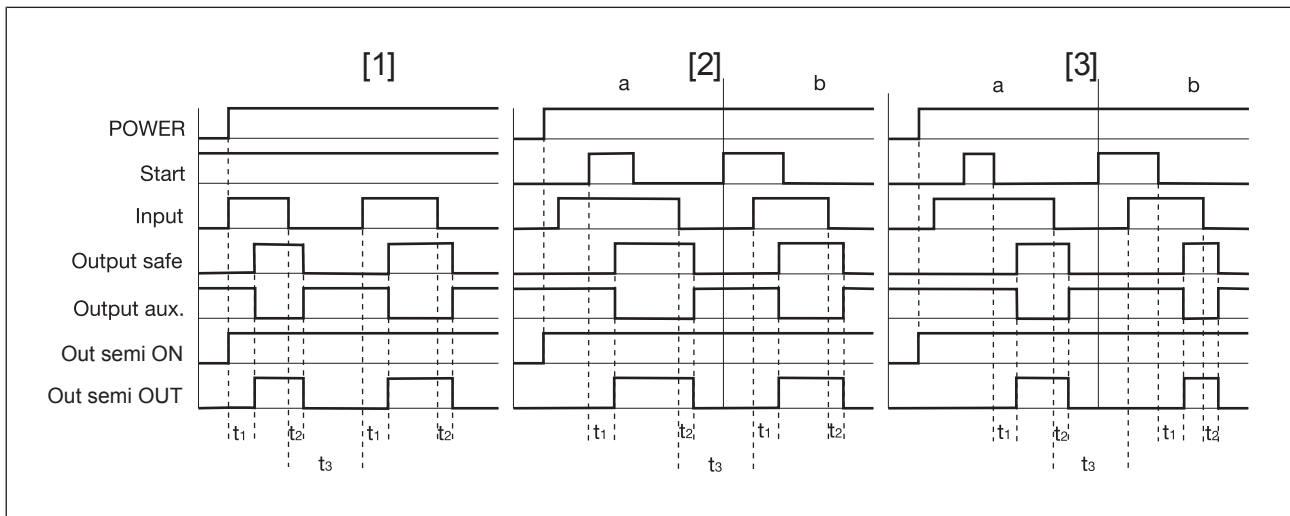 [1] [2] [3]
a b a b
POWER
Start
Input
Output safe
Output aux.
Out semi ON
Out semi OUT
t1 t2 t1 t2 t1 t2 t1 t2 t1 t2 t1 t2
t3 t3 t3